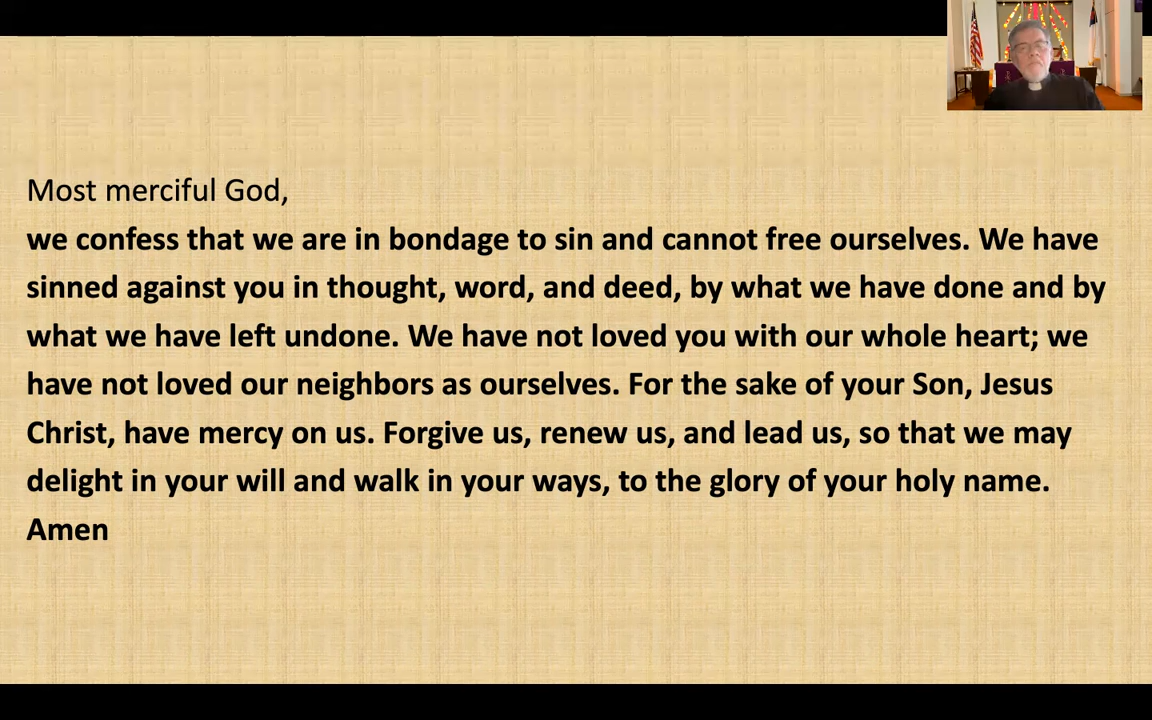 Most merciful God,
we confess that we are in bondage to sin and cannot free ourselves. We have
sinned against you in thought, word, and deed, by what we have done and by
what we have left undone. We have not loved you with our whole heart; we
have not loved our neighbors as ourselves. For the sake of your Son, Jesus
Christ, have mercy on us. Forgive us, renew us, and lead us, so that we may
delight in your will and walk in your ways, to the glory of your holy name.
Amen